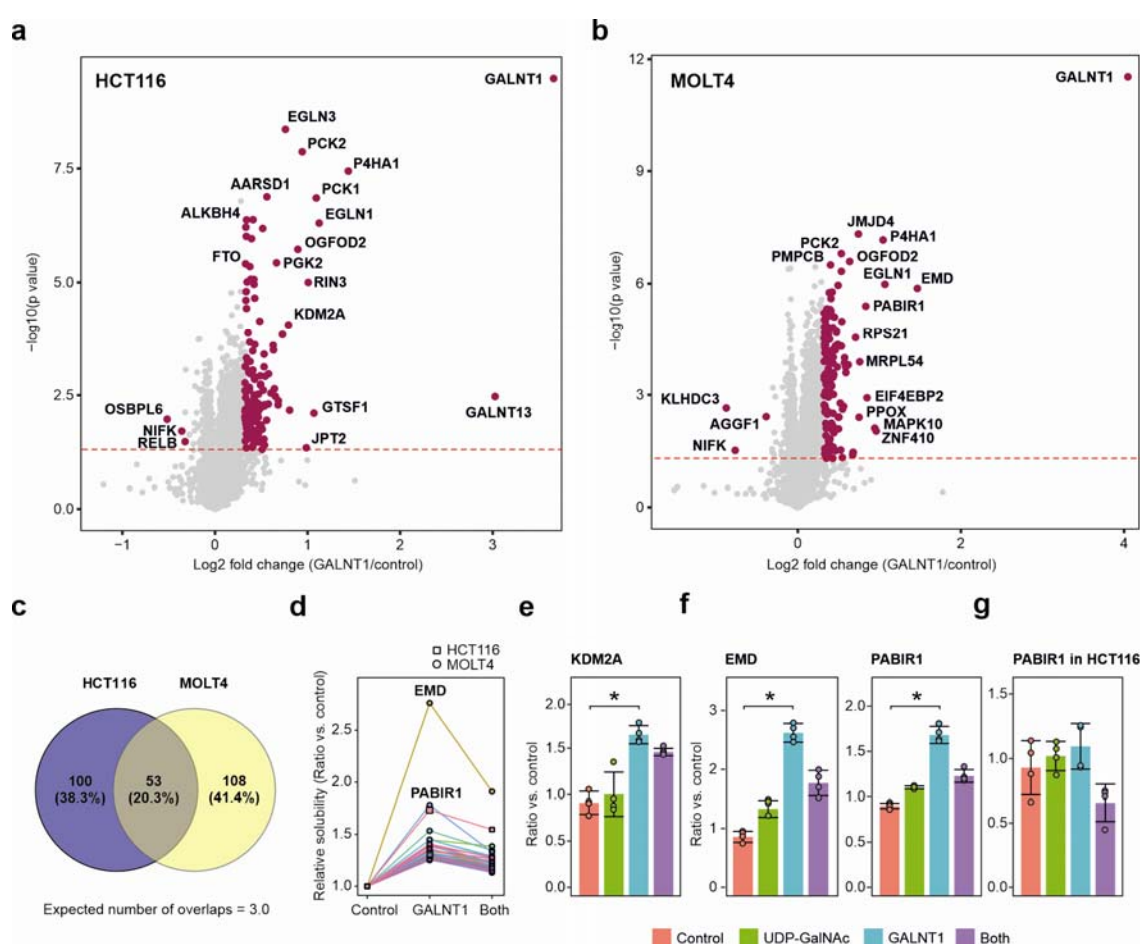 a
HCT116
GALNT1
EGLN3
PCK2
P4HA1
AARSD1
PCK1
ALKBH4
EGLN1
OGFOD2
FTO
PGK2
RIN3
KDM2A
OSBPL6
NIFK
RELB
GTSF1
GALNT13
JPT2
7.5
5.0
2.5
0.0
−log10(p value)
−1 0 1 2 3
Log2 fold change (GALNT1/control)
b
MOLT4
GALNT1
JMJD4
PCK2
P4HA1
PMPCB
OGFOD2
EGLN1
EMD
PABIR1
RPS21
MRPL54
KLHDC3
EIF4EBP2
AGGF1
PPOX
MAPK10
NIFK
ZNF410
12
9
6
3
0
−log10(p value)
0 2 4
Log2 fold change (GALNT1/control)
c
HCT116 MOLT4
100 53 108
(38.3%) (20.3%) (41.4%)
Expected number of overlaps = 3.0
d
HCT116
MOLT4
EMD
PABIR1
2.5
2.0
1.5
1.0
Relative solubility (Ratio vs. control)
Control GALNT1 Both
e
KDM2A
*
2.0
1.5
1.0
0.5
0.0
Ratio vs. control
f
EMD
*
3
2
1
0
Ratio vs. control
PABIR1
*
2.0
1.5
1.0
0.5
0.0
g
PABIR1 in HCT116
1.5
1.0
0.5
0.0
Control UDP-GalNAc GALNT1 Both